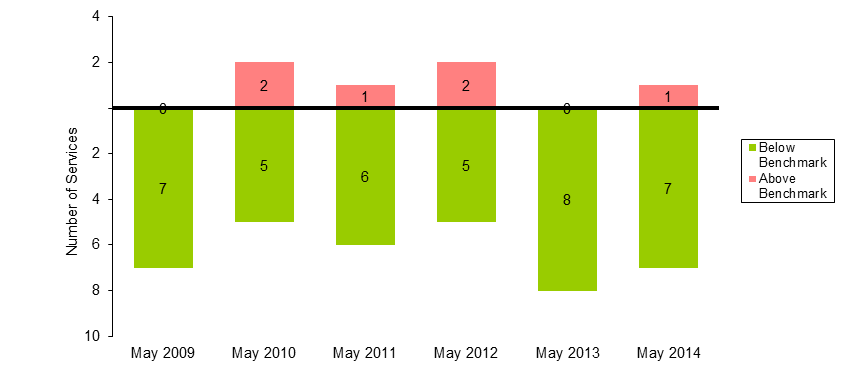 4
2
2
4
6
8
10
Number of Services
2
1
2
1
0
0
7
5
6
5
8
7
May 2009
May 2010
May 2011
May 2012
May 2013
May 2014
Below
Benchmark
Above
Benchmark